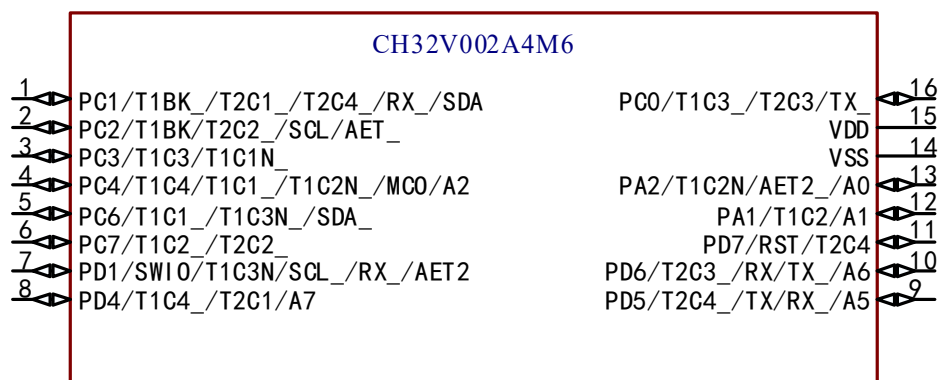 CH32V002A4M6
1 PC1/T1BK_/T2C1_/T2C4_/RX_/SDA PC0/T1C3_/T2C3/TX_ 16
2 PC2/T1BK/T2C2_/SCL/AET_ VDD 15
3 PC3/T1C3/T1C1N_ VSS 14
4 PC4/T1C4/T1C1_/T1C2N_/MCO/A2 PA2/T1C2N/AET2_/A0 13
5 PC6/T1C1_/T1C3N_/SDA_ PA1/T1C2/A1 12
6 PC7/T1C2_/T2C2_ PD7/RST/T2C4 11
7 PD1/SWIO/T1C3N/SCL_/RX_/AET2 PD6/T2C3_/RX/TX_/A6 10
8 PD4/T1C4_/T2C1/A7 PD5/T2C4_/TX/RX_/A5 9